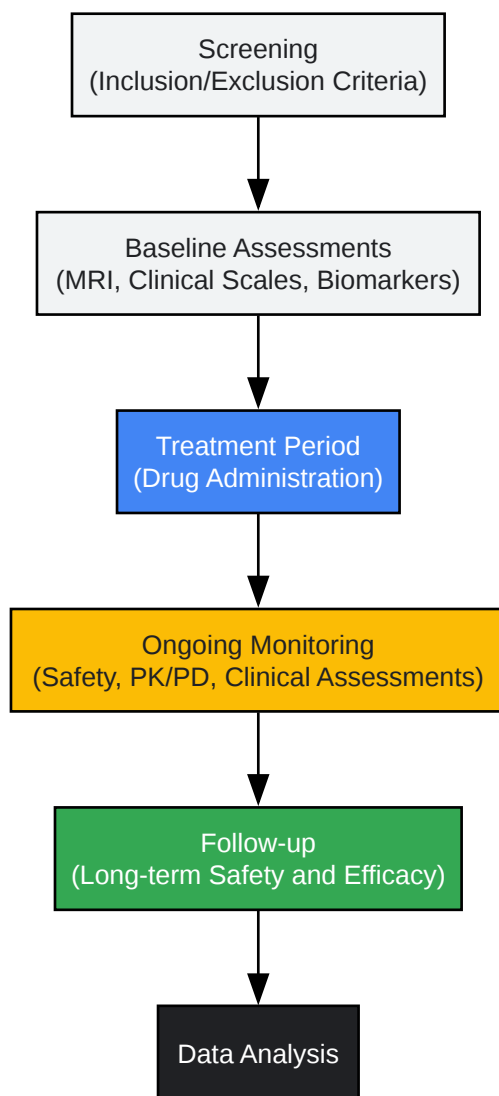 Screening
(Inclusion/Exclusion Criteria)
Baseline Assessments
(MRI, Clinical Scales, Biomarkers)
Treatment Period
(Drug Administration)
Ongoing Monitoring
(Safety, PK/PD, Clinical Assessments)
Follow-up
(Long-term Safety and Efficacy)
Data Analysis